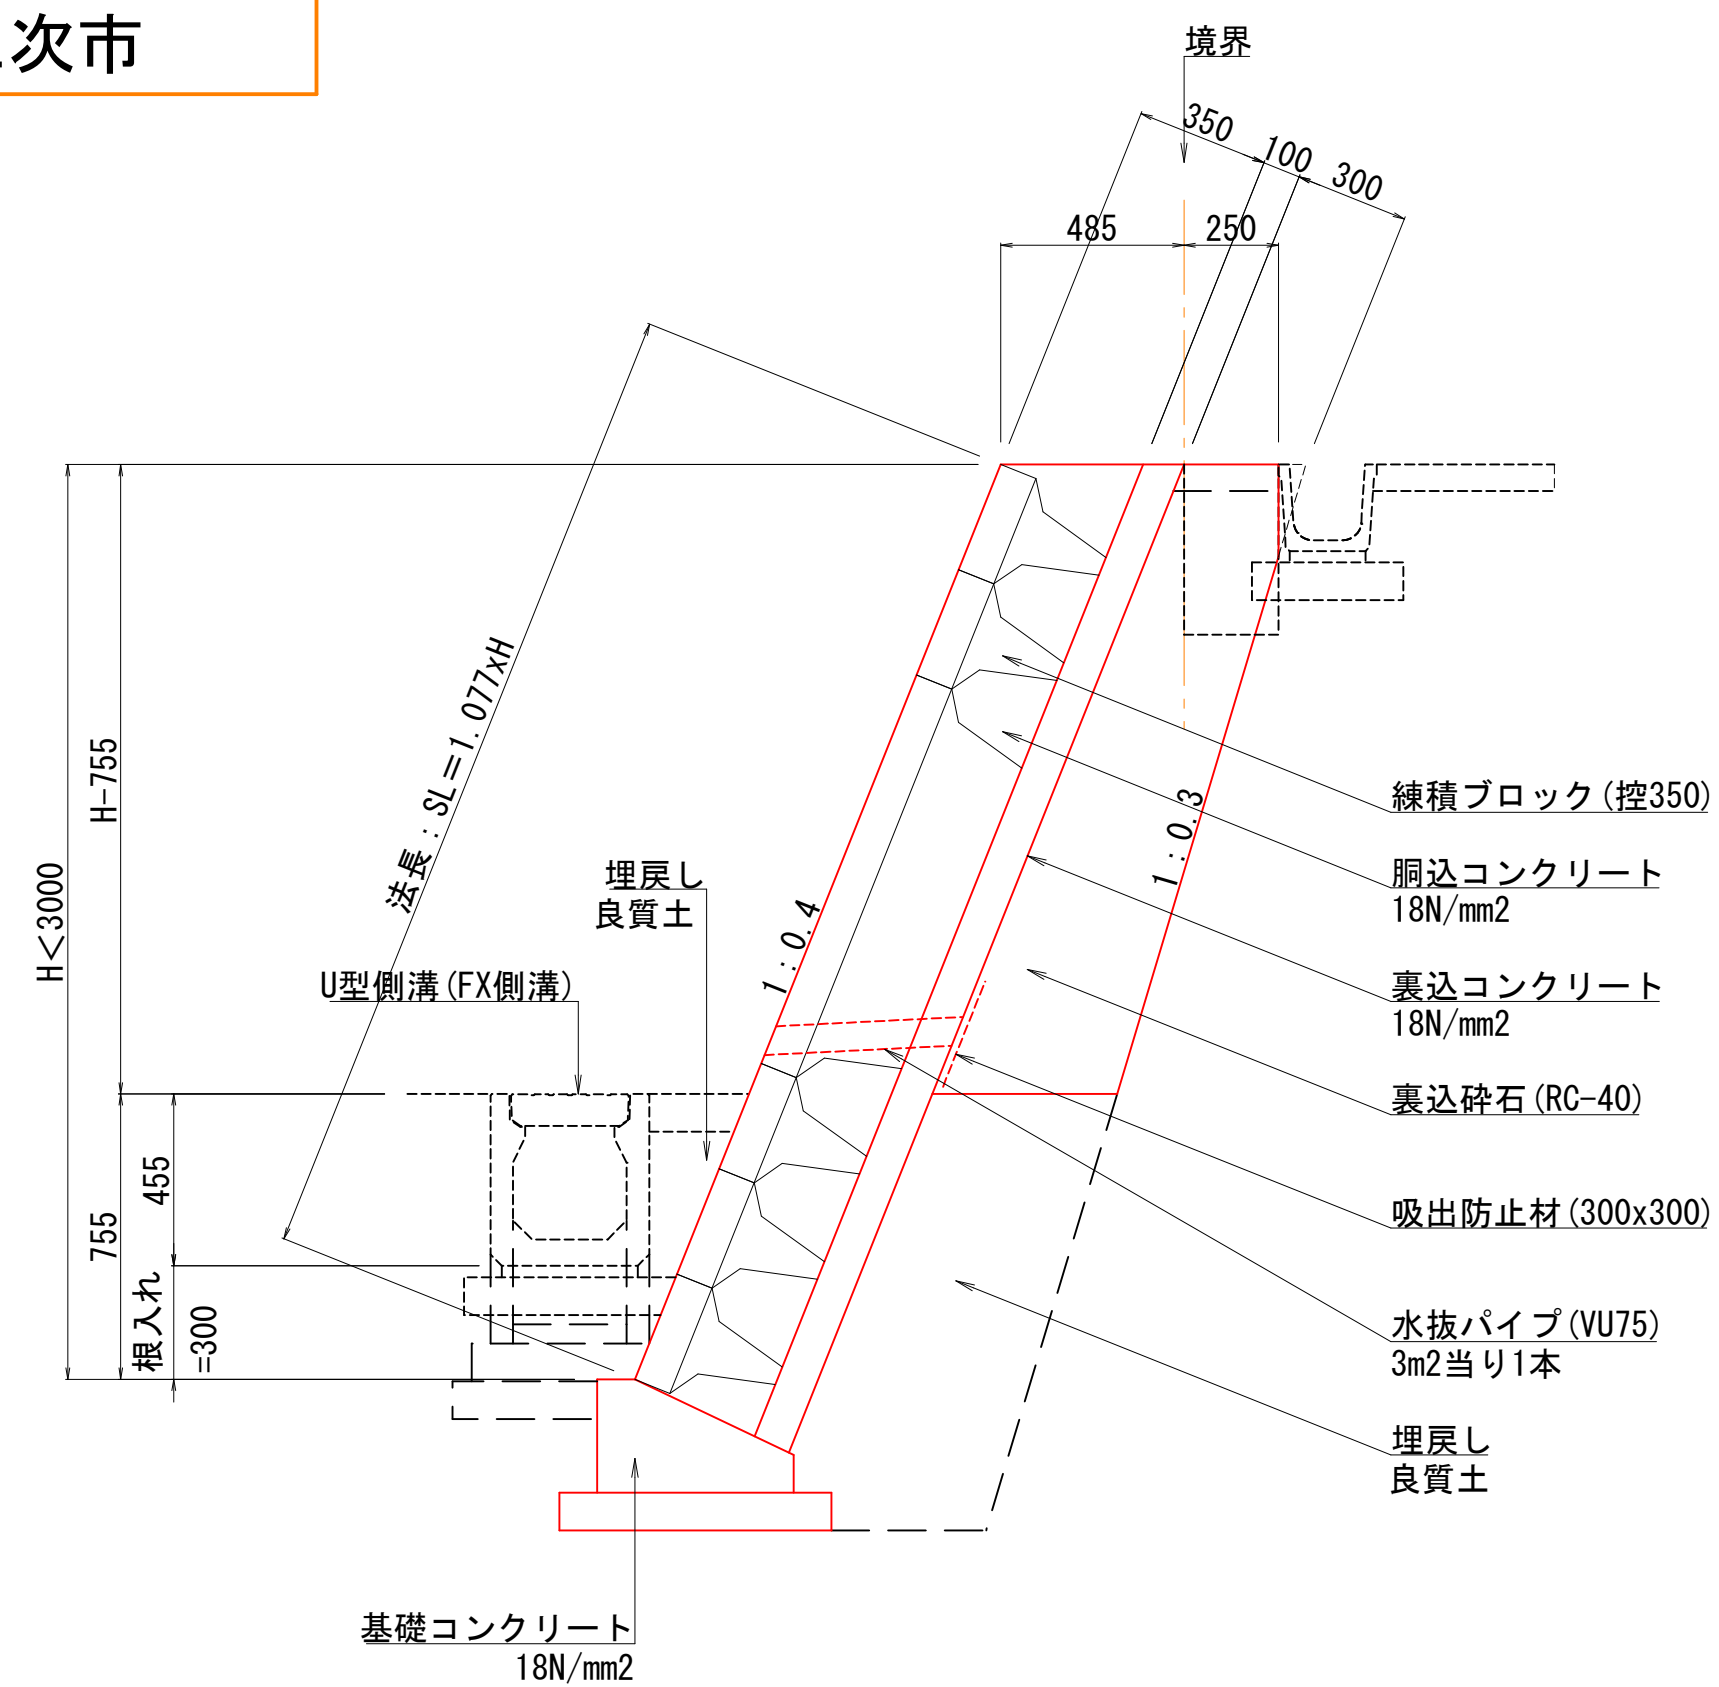 次市
境界
350
100
300
485
250
法長：SL＝1.077xH
H-755
H＜3000
埋戻し
良質土
1：0.4
1：0.3
U型側溝(FX側溝)
455
755
根入れ
=300
練積ブロック(控350)
胴込コンクリート
18N/mm2
裏込コンクリート
18N/mm2
裏込砕石(RC-40)
吸出防止材(300x300)
水抜パイプ(VU75)
3m2当り1本
埋戻し
良質土
基礎コンクリート
18N/mm2